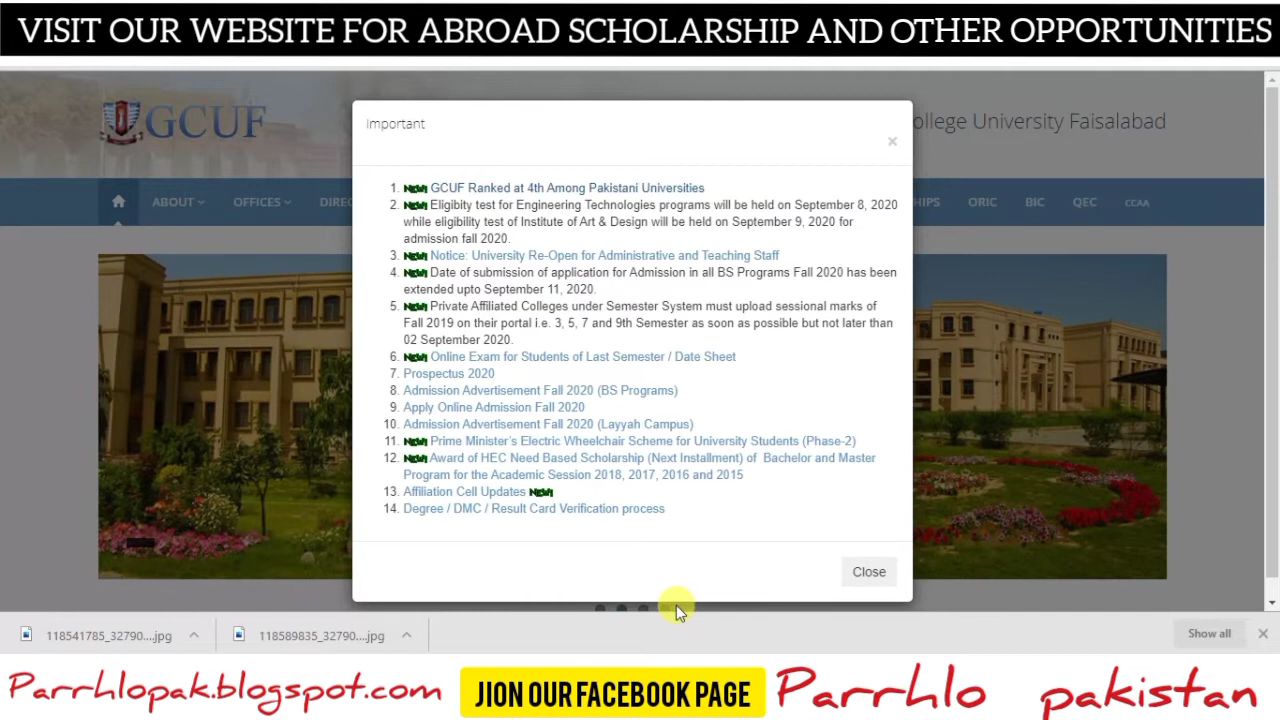 VISIT OUR WEBSITE FOR ABROAD SCHOLARSHIP AND OTHER OPPORTUNITIES
GCUF
ollege University Faisalabad
ABOUT
OFFICES
DIREC
HIPS
ORIC
BIC
QEC
CCAA
Important
×
1. NEW! GCUF Ranked at 4th Among Pakistani Universities
2. NEW! Eligibity test for Engineering Technologies programs will be held on September 8, 2020
while eligibility test of Institute of Art & Design will be held on September 9, 2020 for
admission fall 2020.
3. NEW! Notice: University Re-Open for Administrative and Teaching Staff
4. NEW! Date of submission of application for Admission in all BS Programs Fall 2020 has been
extended upto September 11, 2020.
5. NEW! Private Affiliated Colleges under Semester System must upload sessional marks of
Fall 2019 on their portal i.e. 3, 5, 7 and 9th Semester as soon as possible but not later than
02 September 2020.
6. NEW! Online Exam for Students of Last Semester / Date Sheet
7. Prospectus 2020
8. Admission Advertisement Fall 2020 (BS Programs)
9. Apply Online Admission Fall 2020
10. Admission Advertisement Fall 2020 (Layyah Campus)
11. NEW! Prime Minister's Electric Wheelchair Scheme for University Students (Phase-2)
12. NEW! Award of HEC Need Based Scholarship (Next Installment) of Bachelor and Master
Program for the Academic Session 2018, 2017, 2016 and 2015
13. Affiliation Cell Updates NEW!
14. Degree / DMC / Result Card Verification process
Close
118541785_32790....jpg
118589835_32790....jpg
Show all
Parrhlopak.blogspot.com
JION OUR FACEBOOK PAGE
Parrhlo pakistan